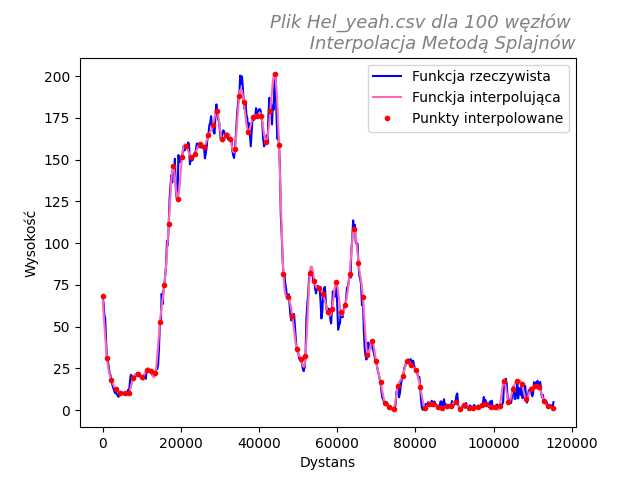 Plik Hel_yeah.csv dla 100 węzłów
Interpolacja Metodą Splajnów
Funkcja rzeczywista
Funckja interpolująca
Punkty interpolowane
Wysokość
200
175
150
125
100
75
50
25
0
0 20000 40000 60000 80000 100000 120000
Dystans